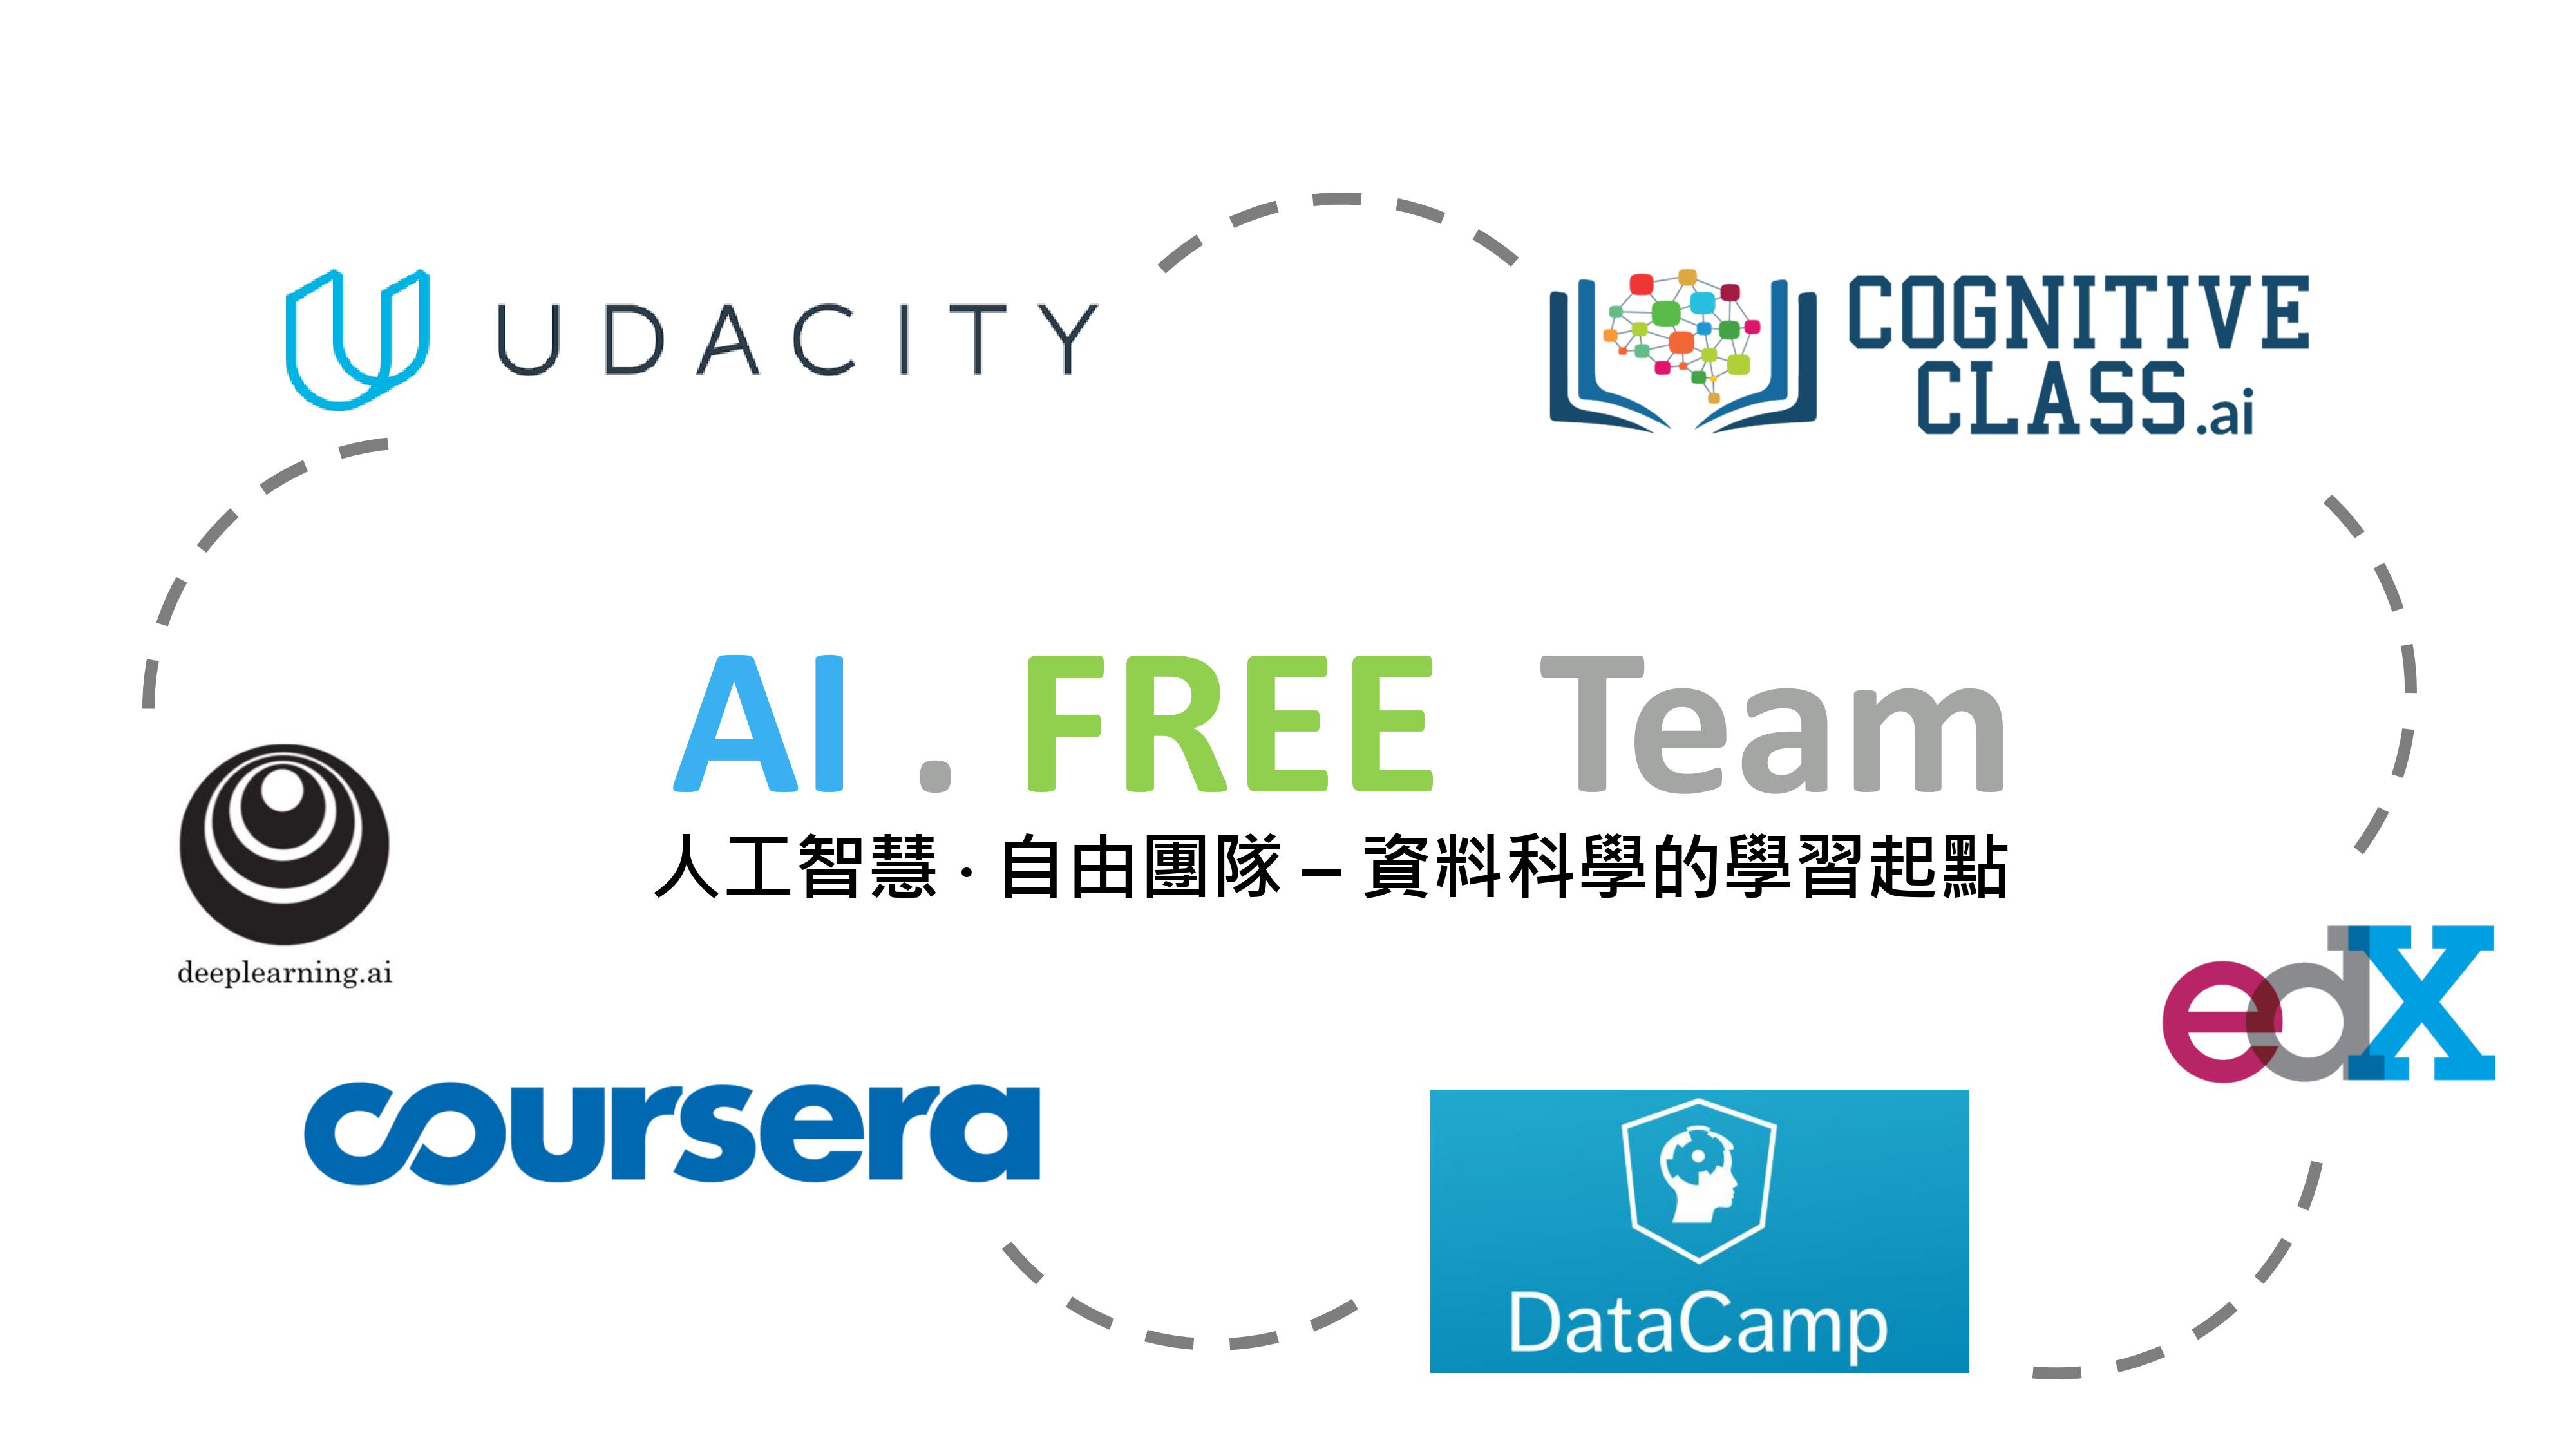 UDACITY
COGNITIVE
CLASS.ai
AI . FREE Team
人工智慧 · 自由團隊 – 資料科學的學習起點
deeplearning.ai
edX
coursera
DataCamp